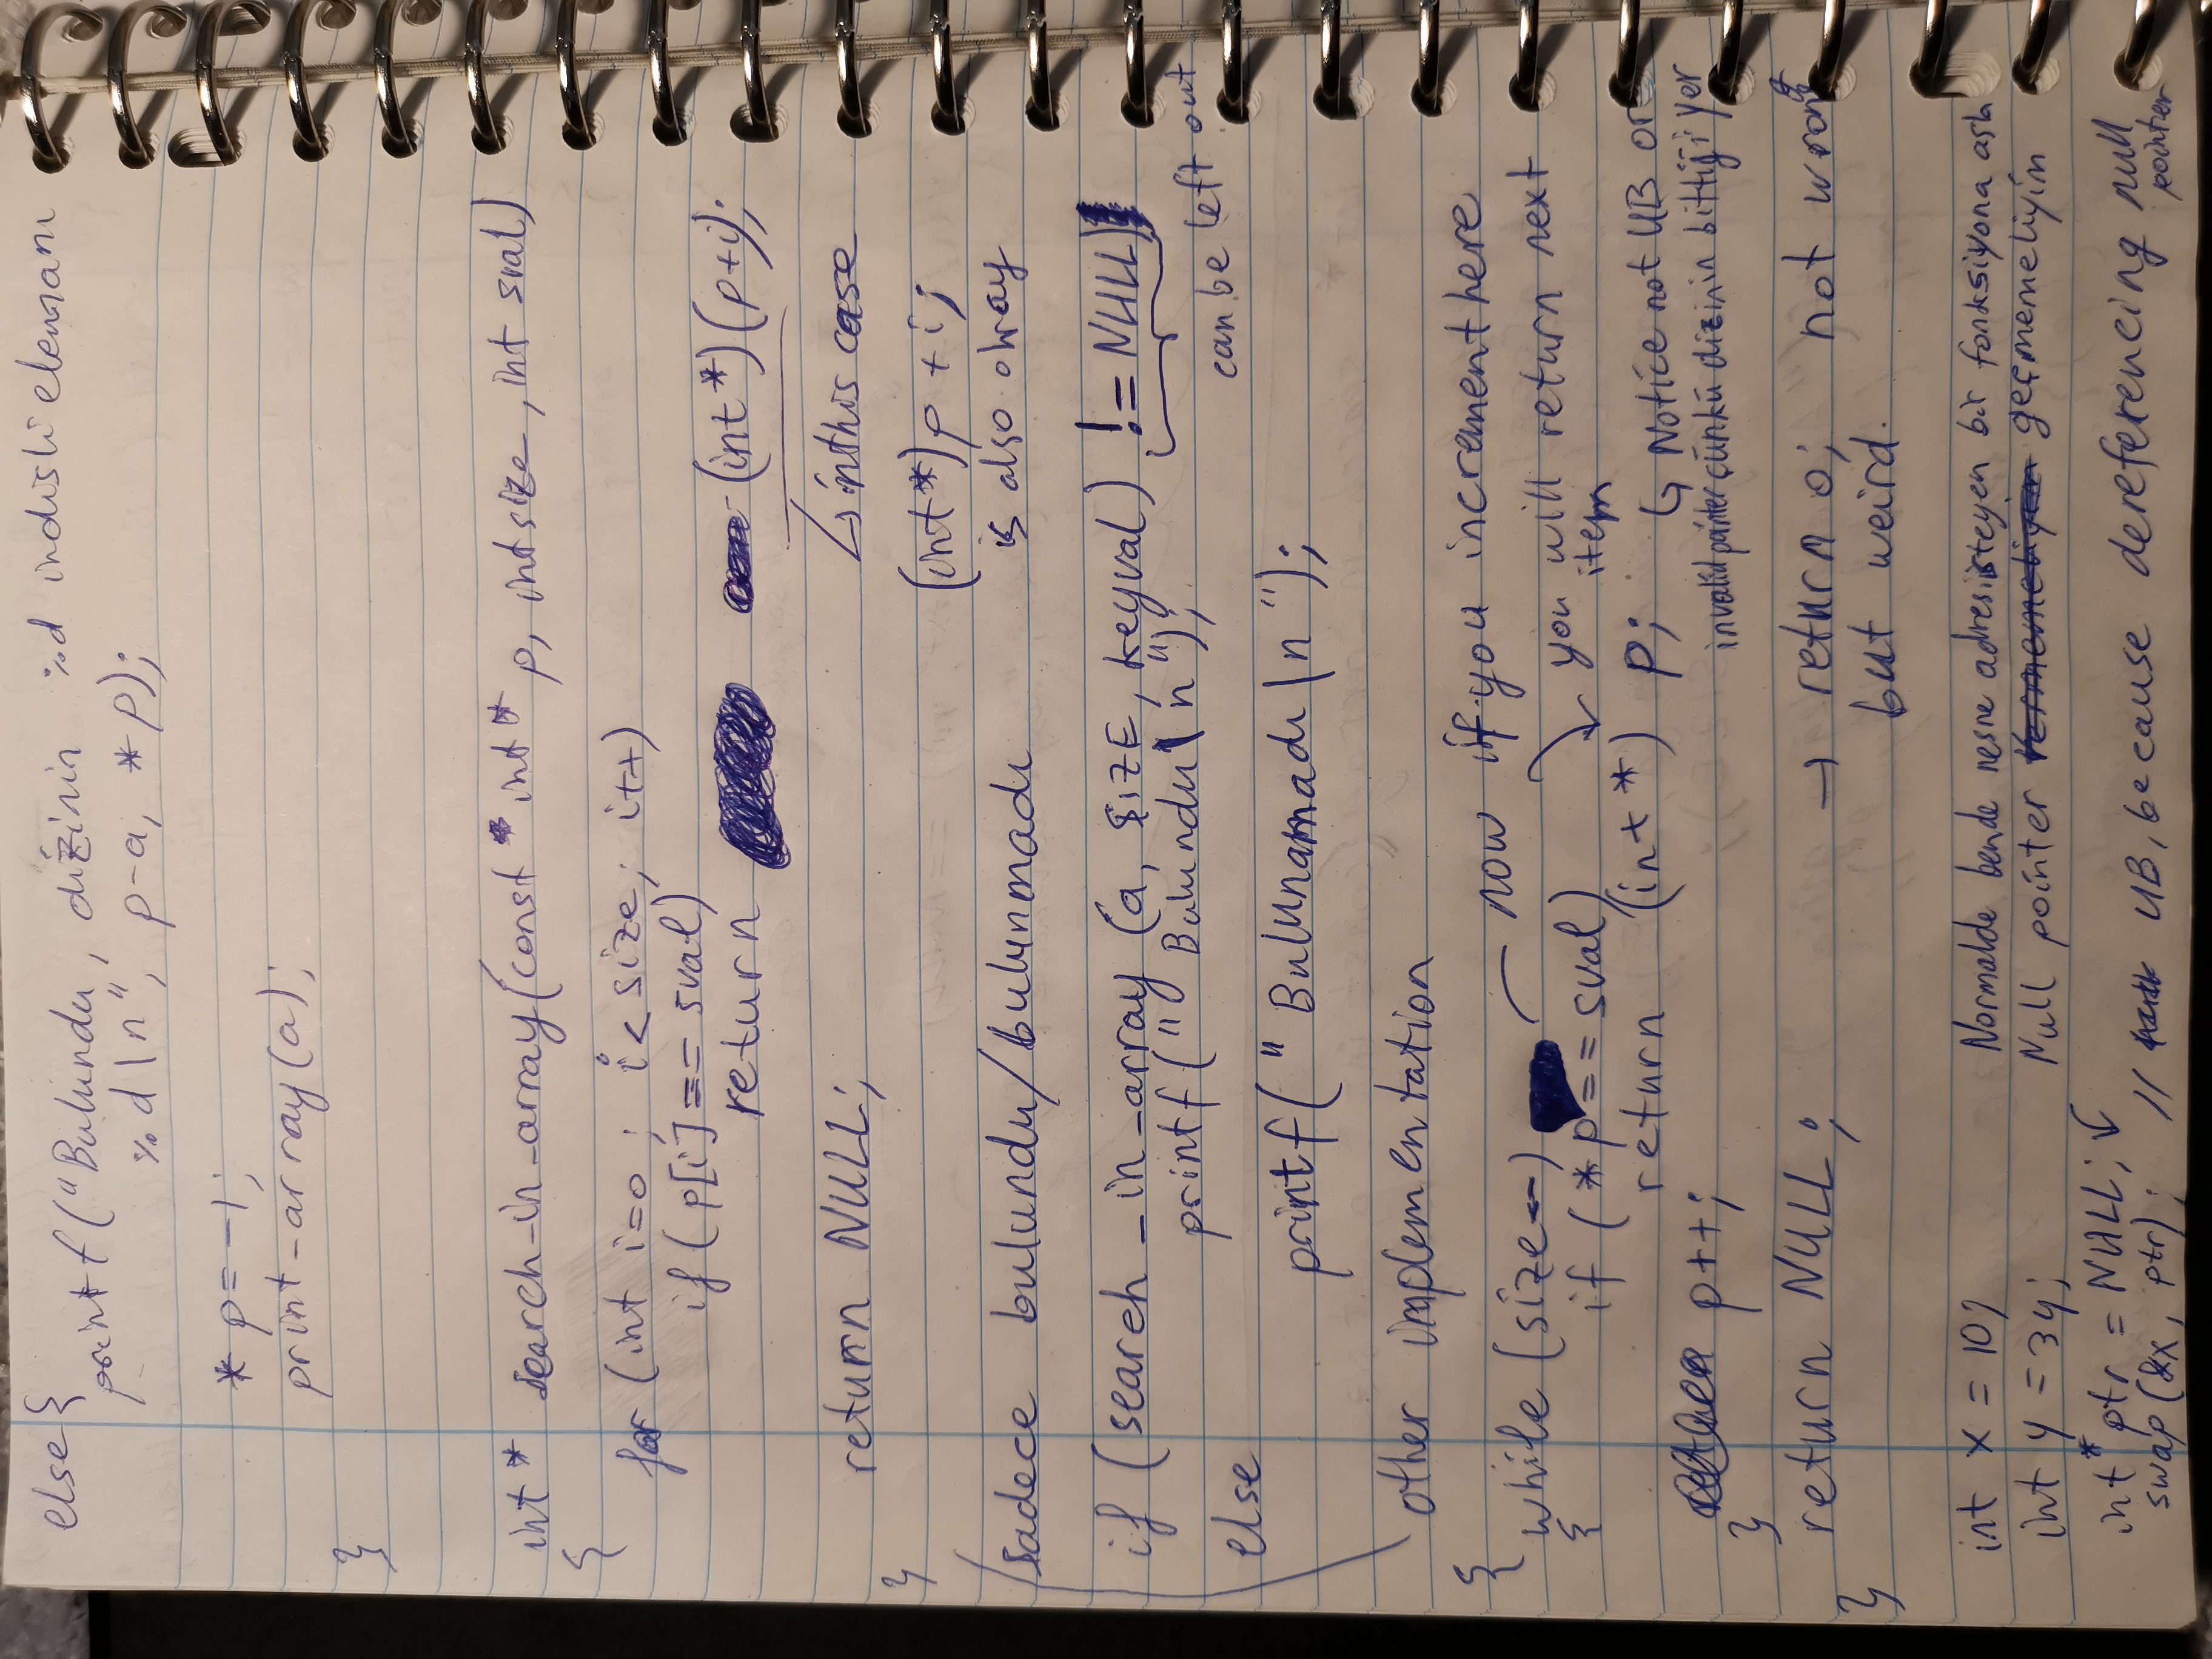 else {
printf("Bulundu, dizinin %d indisli elemanı
%d\n", p-a, *p);
* p = -1;
print-array(a);
}
int * search-in-array(const * int * p, int size, int sval)
{
for (int i=0; i<size; i++)
if (p[i] == sval)
return (int *)(p+i);
↳ in this case
return NULL;
}
(int *)p + i;
is also okay
sadece bulundu/bulunmadı
if (search_in_array (a, SIZE, keyval) != NULL)
printf(" Bulundu\n");
can be left out
else
printf(" Bulunamadı\n ");
other implementation
{
now if you increment here
while (size--)
you will return next
item
{
if (*p == sval)
return (int *) p;
↳ Notice not UB or
invalid pointer çünkü dizinin bittiği yer
p++;
}
return NULL;
→ return 0; not wrong
but weird.
}
int x = 10;
Normalde bende nesne adresi isteyen bir fonksiyona asla
int y = 34;
Null pointer vermemeliyim geçmemeliyim
int * ptr = NULL;
swap (&x, ptr); // UB, because dereferencing null
pointer